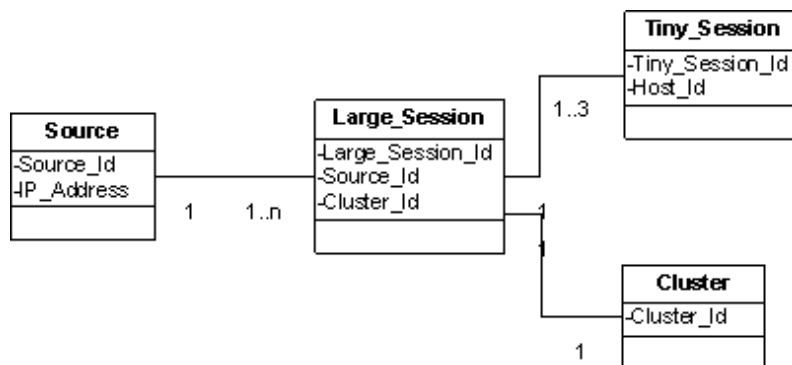 Tiny_Session
-Tiny_Session_Id
-Host_Id
1..3
Large_Session
-Large_Session_Id
-Source_Id
-Cluster_Id
Source
-Source_Id
-IP_Address
1
1..n
1
1
Cluster
-Cluster_Id
1